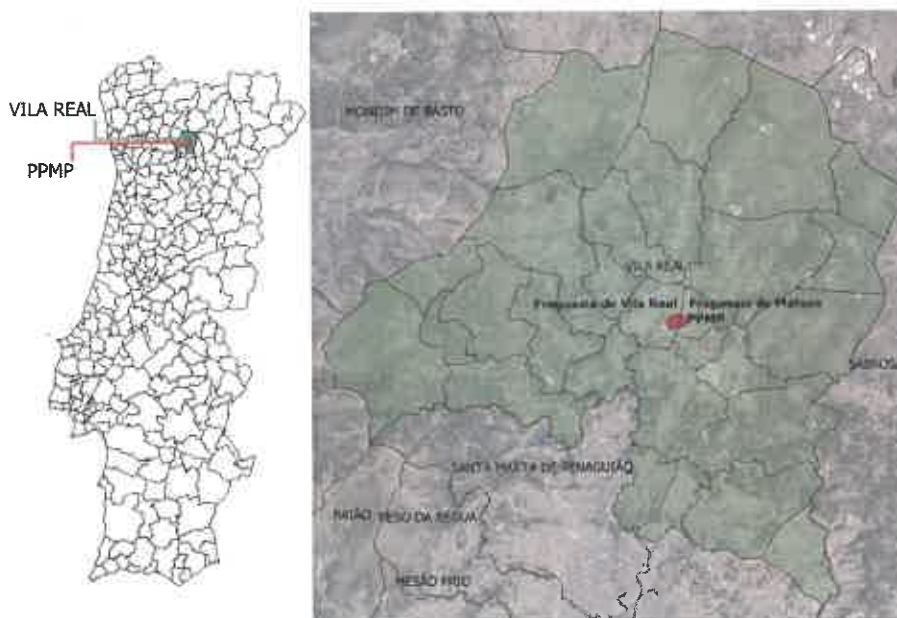 VILA REAL
PPMP
MONDIM DE BASTO
VILA REAL
Freguesia de Vila Real
Freguesia de Mateus
PPMP
SABROSA
SANTA MARTA DE PENAGUIÃO
BAIÃO
PESO DA RÉGUA
MESÃO FRIO